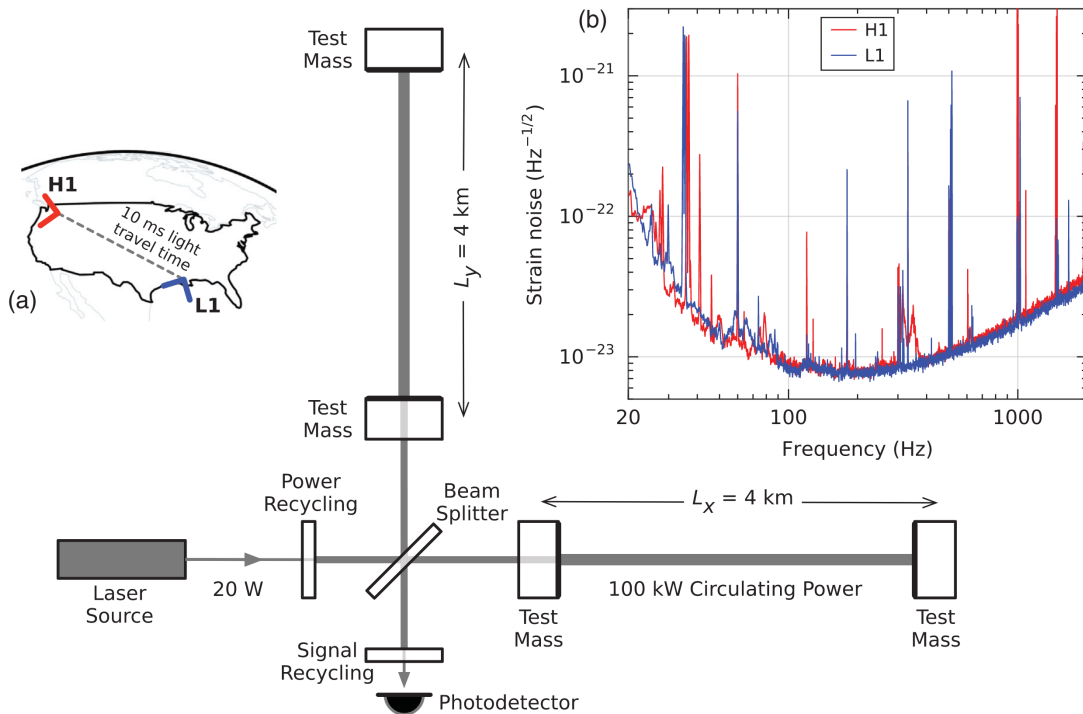 Test
Mass
L_y = 4 km
H1
10 ms light
travel time
L1
(a)
(b)
H1
L1
Strain noise (Hz^{-1/2})
10^{-21}
10^{-22}
10^{-23}
20
100
1000
Frequency (Hz)
Test
Mass
Power
Recycling
Beam
Splitter
L_x = 4 km
Laser
Source
20 W
100 kW Circulating Power
Test
Mass
Test
Mass
Signal
Recycling
Photodetector